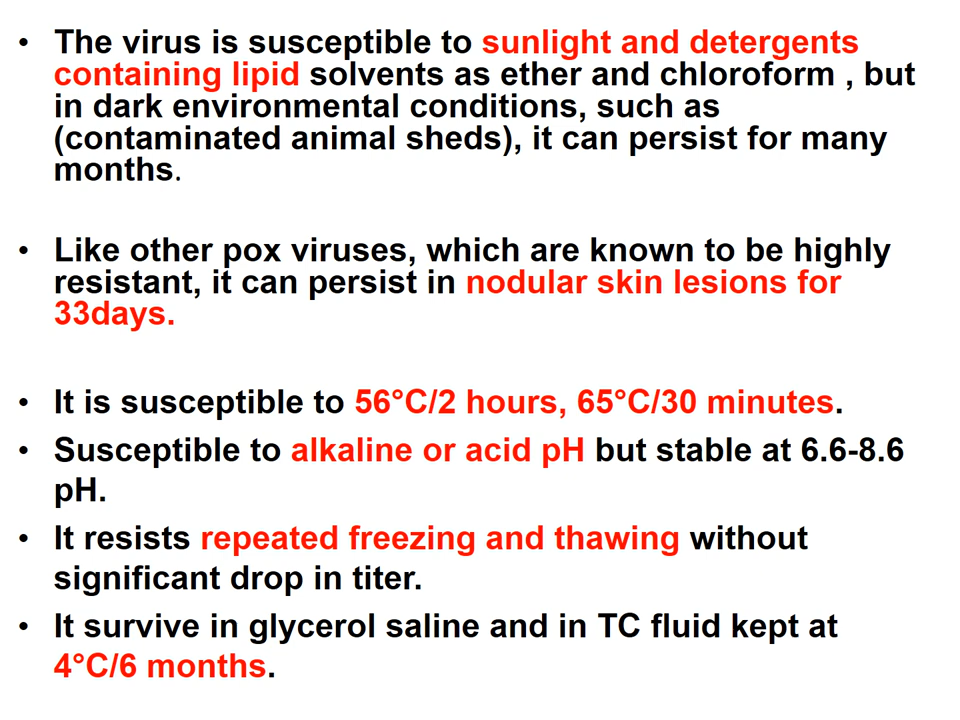 • The virus is susceptible to sunlight and detergents
containing lipid solvents as ether and chloroform , but
in dark environmental conditions, such as
(contaminated animal sheds), it can persist for many
months.
• Like other pox viruses, which are known to be highly
resistant, it can persist in nodular skin lesions for
33days.
• It is susceptible to 56°C/2 hours, 65°C/30 minutes.
• Susceptible to alkaline or acid pH but stable at 6.6-8.6
pH.
• It resists repeated freezing and thawing without
significant drop in titer.
• It survive in glycerol saline and in TC fluid kept at
4°C/6 months.